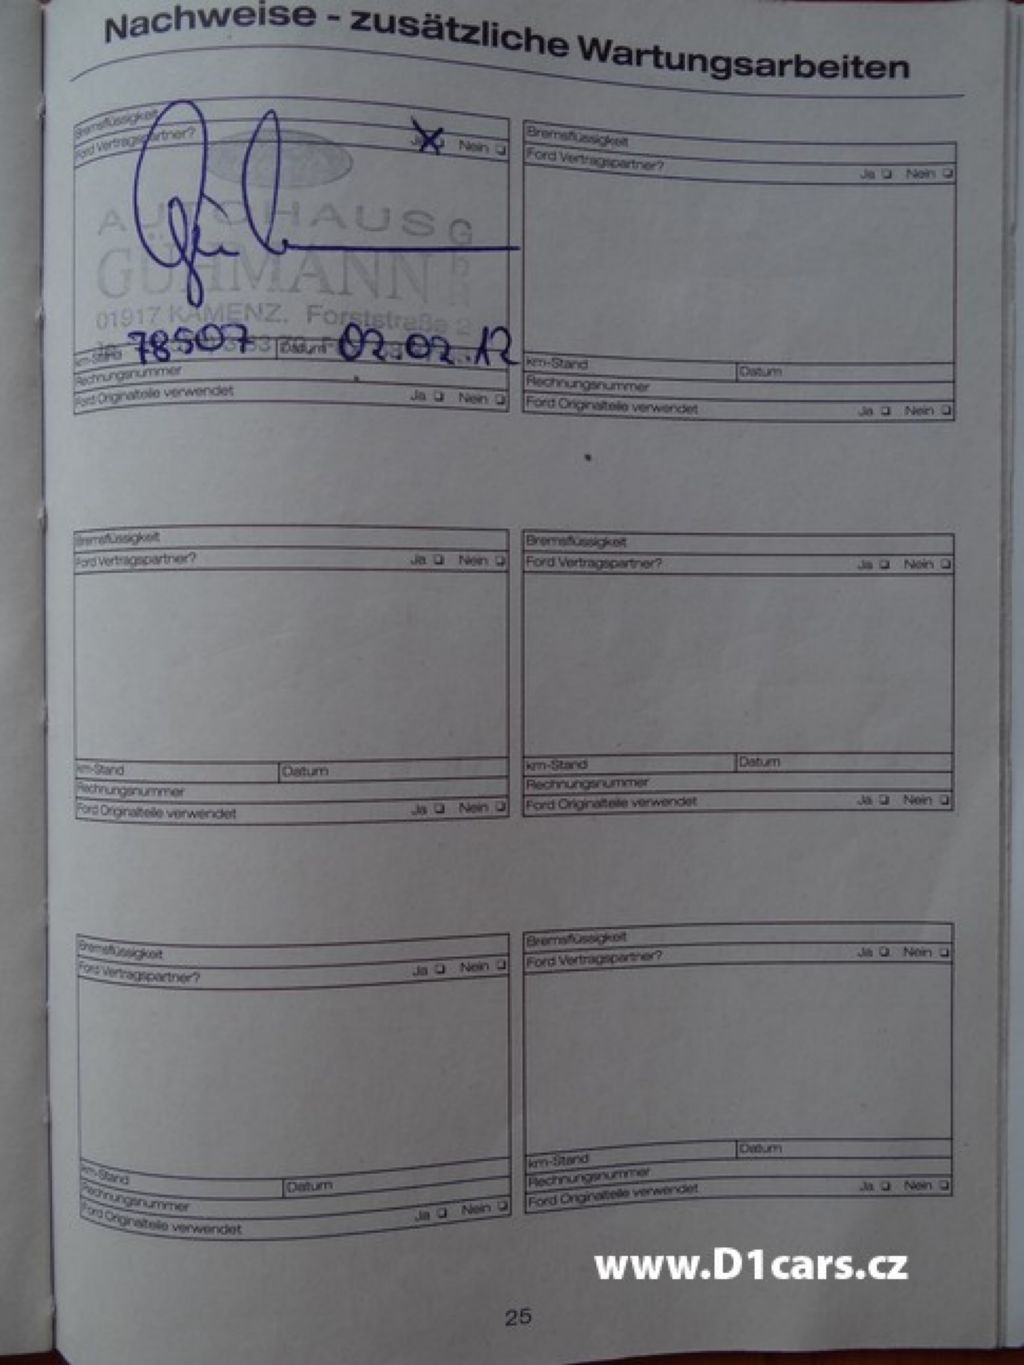 Nachweise - zusätzliche Wartungsarbeiten
Bremsflüssigkeit
Ford Vertragspartner? Nein
AUTOHAUS GbR
GUHMANN
01917 KAMENZ, Forststraße 2
km-Stand 78507 Datum 02.02.12
Rechnungsnummer
Ford Originalteile verwendet Ja Nein
Bremsflüssigkeit
Ford Vertragspartner? Ja Nein
km-Stand Datum
Rechnungsnummer
Ford Originalteile verwendet Ja Nein
Bremsflüssigkeit
Ford Vertragspartner? Ja Nein
km-Stand Datum
Rechnungsnummer
Ford Originalteile verwendet Ja Nein
Bremsflüssigkeit
Ford Vertragspartner? Ja Nein
km-Stand Datum
Rechnungsnummer
Ford Originalteile verwendet Ja Nein
Bremsflüssigkeit
Ford Vertragspartner? Ja Nein
km-Stand Datum
Rechnungsnummer
Ford Originalteile verwendet Ja Nein
Bremsflüssigkeit
Ford Vertragspartner? Ja Nein
km-Stand Datum
Rechnungsnummer
Ford Originalteile verwendet Ja Nein
www.D1cars.cz
25